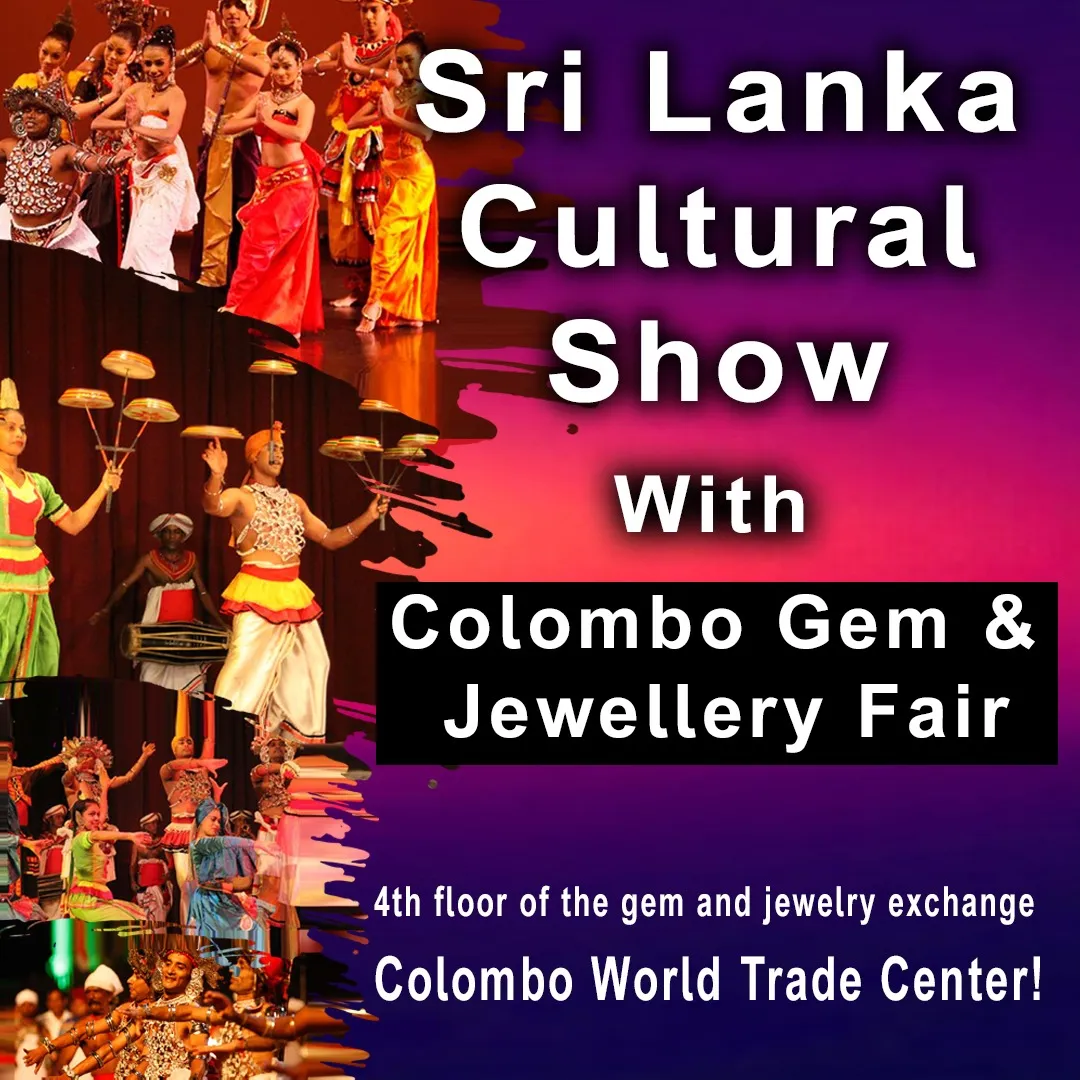 Sri Lanka
Cultural
Show
With
Colombo Gem &
Jewellery Fair
4th floor of the gem and jewelry exchange
Colombo World Trade Center!